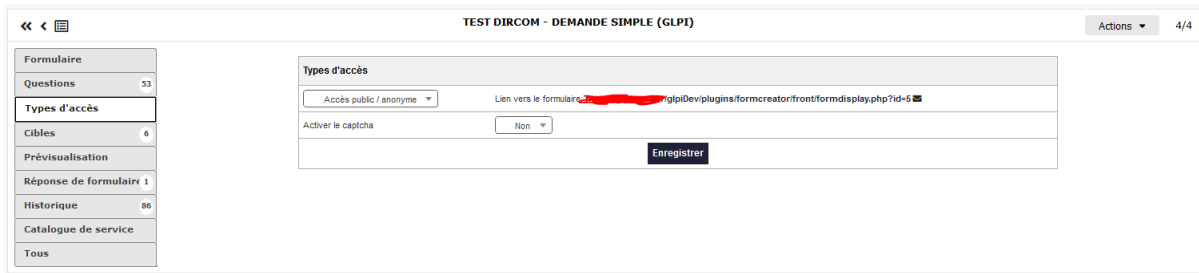 TEST DIRCOM - DEMANDE SIMPLE (GLPI)
Actions
4/4
Formulaire
Questions 53
Types d'accès
Cibles 6
Prévisualisation
Réponse de formulaire 1
Historique 86
Catalogue de service
Tous
Types d'accès
Accès public / anonyme
Lien vers le formulaire /glpiDev/plugins/formcreator/front/formdisplay.php?id=5
Activer le captcha
Non
Enregistrer